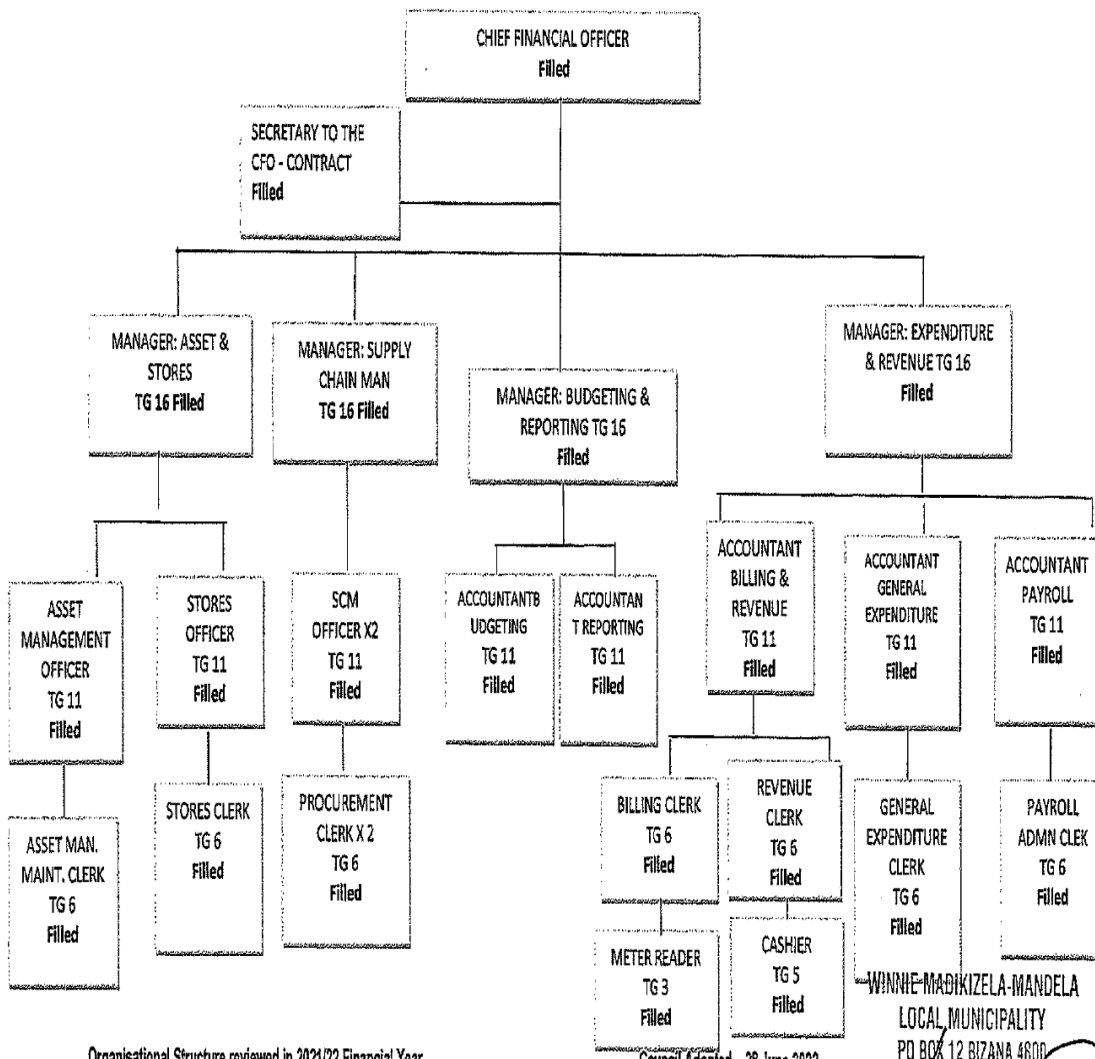 CHIEF FINANCIAL OFFICER
Filled
SECRETARY TO THE
CFO - CONTRACT
Filled
MANAGER: ASSET &
STORES
TG 16 Filled
MANAGER: SUPPLY
CHAIN MAN
TG 16 Filled
MANAGER: BUDGETING &
REPORTING TG 16
Filled
MANAGER: EXPENDITURE
& REVENUE TG 16
Filled
ASSET
MANAGEMENT
OFFICER
TG 11
Filled
STORES
OFFICER
TG 11
Filled
SCM
OFFICER X2
TG 11
Filled
ACCOUNTANTB
UDGETING
TG 11
Filled
ACCOUNTAN
T REPORTING
TG 11
Filled
ACCOUNTANT
BILLING &
REVENUE
TG 11
Filled
ACCOUNTANT
GENERAL
EXPENDITURE
TG 11
Filled
ACCOUNTANT
PAYROLL
TG 11
Filled
ASSET MAN.
MAINT. CLERK
TG 6
Filled
STORES CLERK
TG 6
Filled
PROCUREMENT
CLERK X 2
TG 6
Filled
BILLING CLERK
TG 6
Filled
REVENUE
CLERK
TG 6
Filled
GENERAL
EXPENDITURE
CLERK
TG 6
Filled
PAYROLL
ADMN CLEK
TG 6
Filled
METER READER
TG 3
Filled
CASHIER
TG 5
Filled
WINNIE MADIKIZELA-MANDELA
LOCAL MUNICIPALITY
PO BOX 12 BIZANA 4800
Organisational Structure reviewed in 2021/22 Financial Year
Council Adopted - 28 June 2022